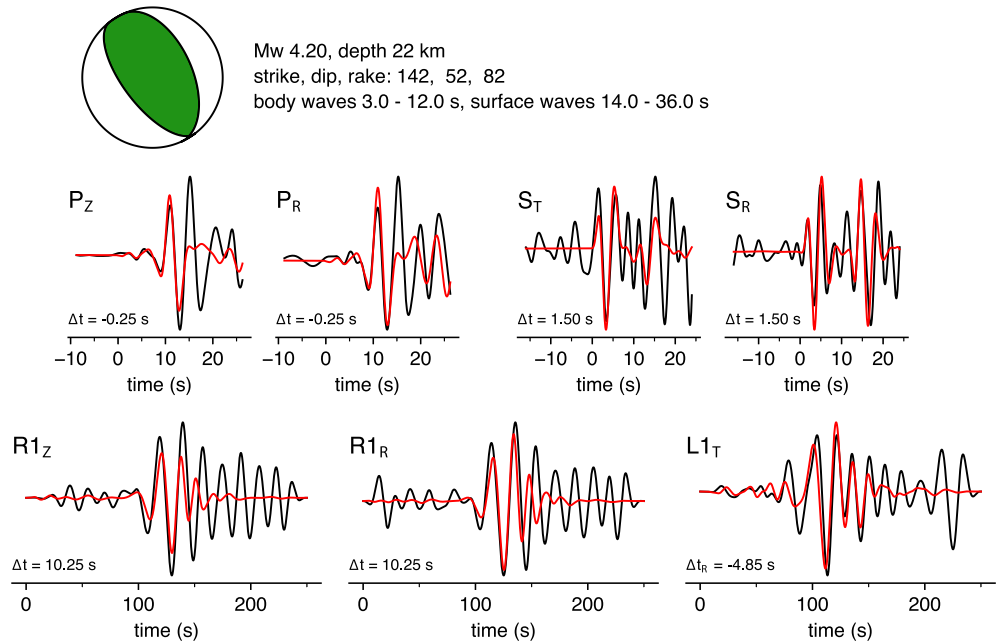 Mw 4.20, depth 22 km
strike, dip, rake: 142, 52, 82
body waves 3.0 - 12.0 s, surface waves 14.0 - 36.0 s
PZ PR ST SR
Δt = -0.25 s Δt = -0.25 s Δt = 1.50 s Δt = 1.50 s
−10 0 10 20 −10 0 10 20 −10 0 10 20 −10 0 10 20
time (s) time (s) time (s) time (s)
R1Z R1R L1T
Δt = 10.25 s Δt = 10.25 s ΔtR = -4.85 s
0 100 200 0 100 200 0 100 200
time (s) time (s) time (s)